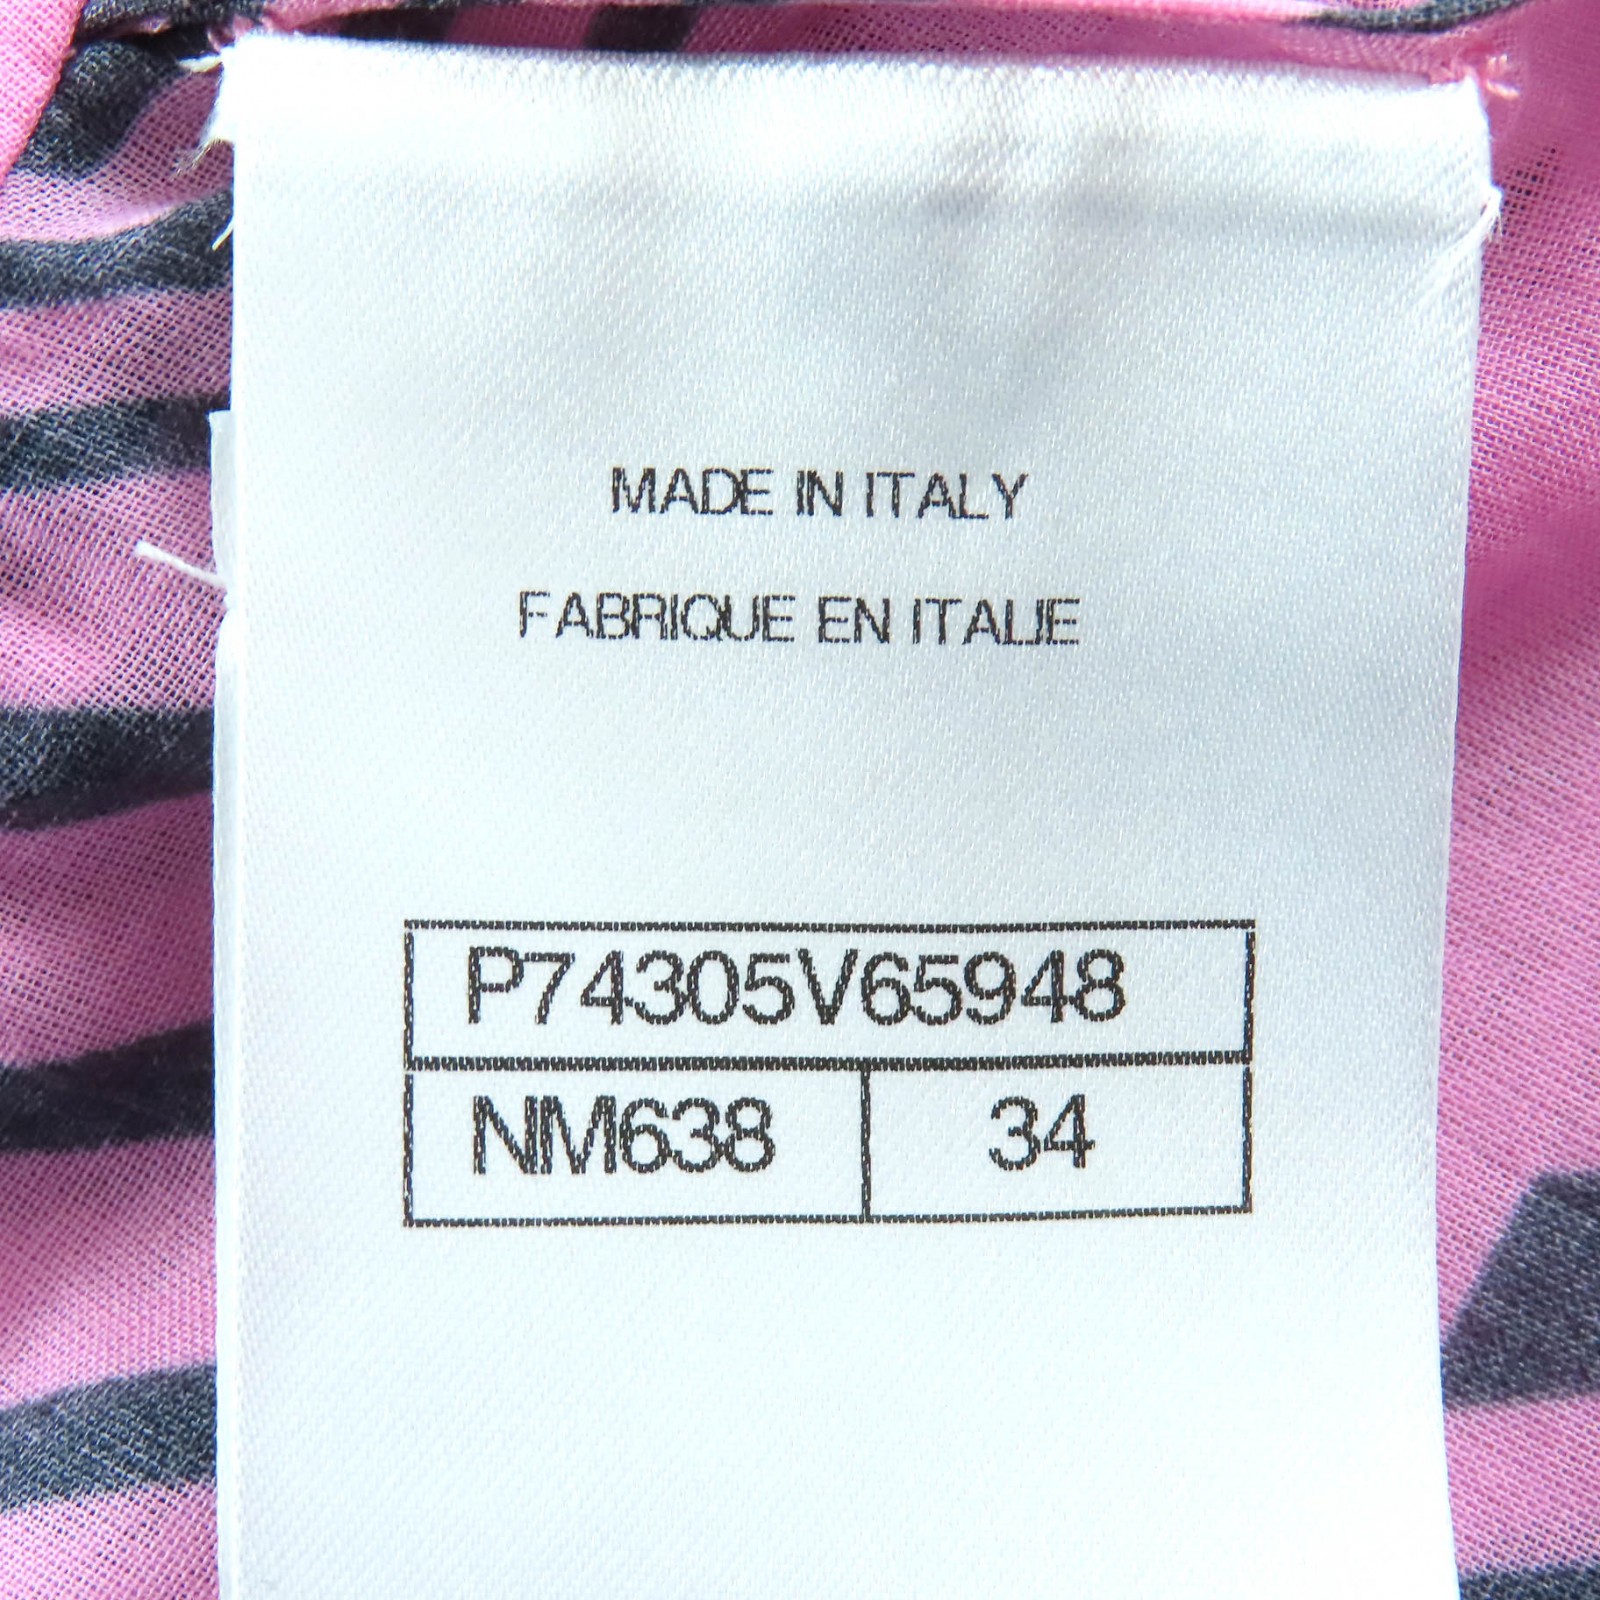 MADE IN ITALY
FABRIQUE EN ITALIE
P74305V65948
NM638 34